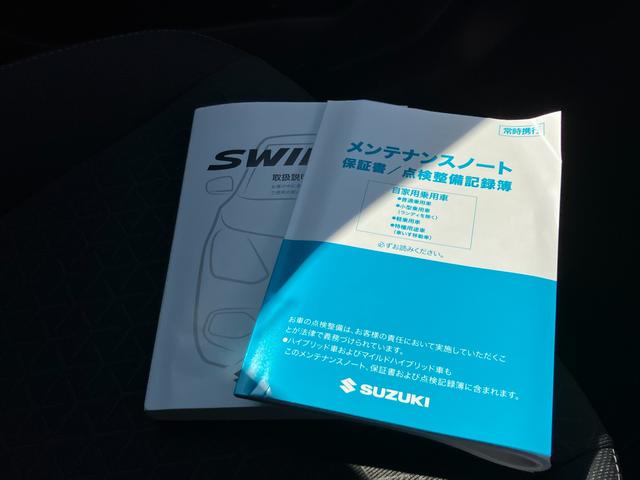 SWI
取扱説
常時携行
メンテナンスノート
保証書／点検整備記録簿
自家用乗用車
●普通乗用車
●小型乗用車
（ランディを除く）
●軽乗用車
●特種用途車
（車いす移動車）
必ずお読みください。
お車の点検整備は、お客様の責任において実施していただくこ
とが法律で義務づけられています。
●ハイブリッド車およびマイルドハイブリッド車も
このメンテナンスノート、保証書および点検記録簿に含まれます。
SUZUKI